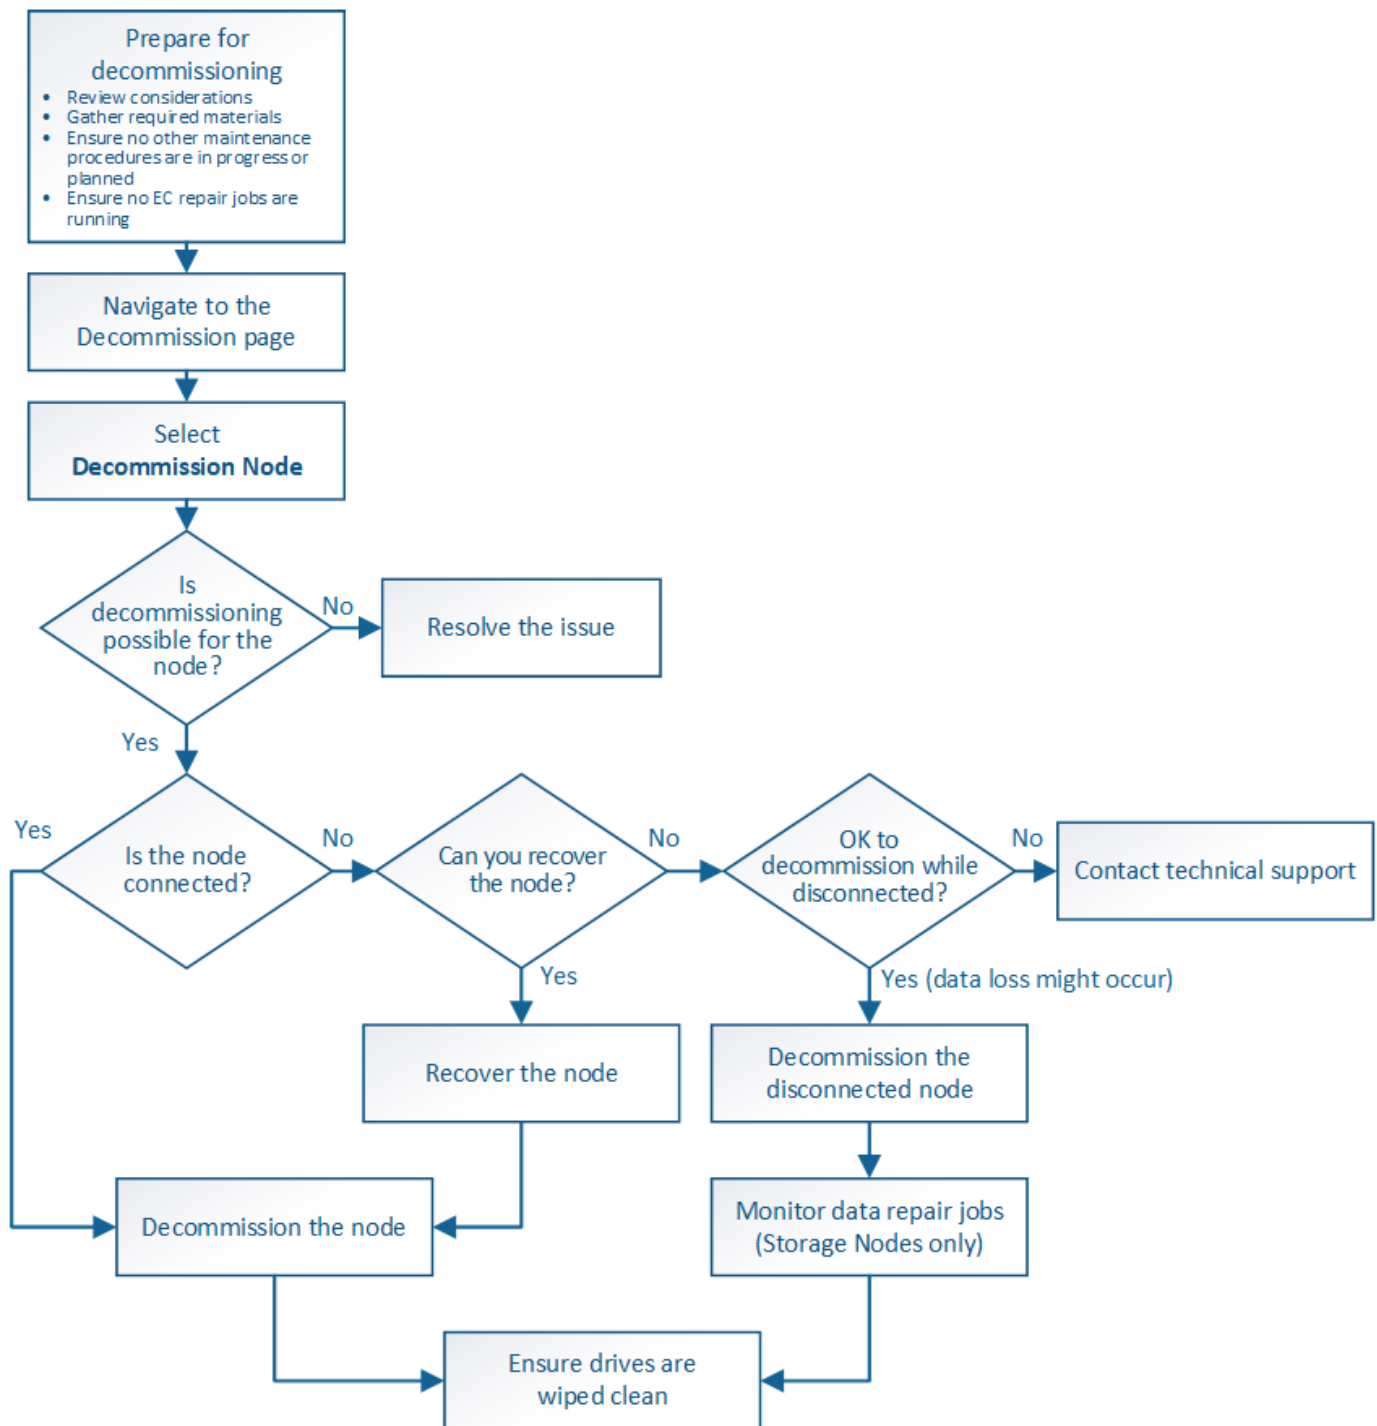 Prepare for
decommissioning
• Review considerations
• Gather required materials
• Ensure no other maintenance
procedures are in progress or
planned
• Ensure no EC repair jobs are
running
Navigate to the
Decommission page
Select
Decommission Node
Is
decommissioning
possible for the
node?
No
Resolve the issue
Yes
Yes
Is the node
connected?
No
Can you recover
the node?
No
OK to
decommission while
disconnected?
No
Contact technical support
Yes
Yes (data loss might occur)
Recover the node
Decommission the
disconnected node
Decommission the node
Monitor data repair jobs
(Storage Nodes only)
Ensure drives are
wiped clean